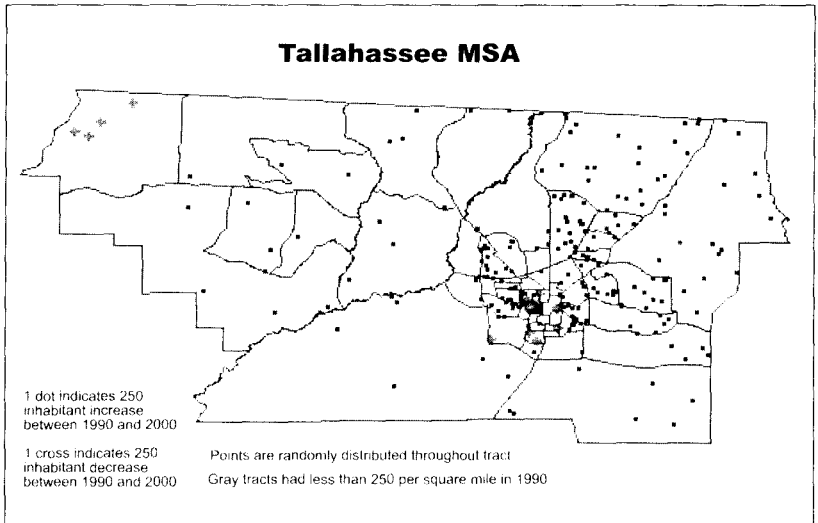 Tallahassee MSA
1 dot indicates 250
inhabitant increase
between 1990 and 2000
1 cross indicates 250
inhabitant decrease
between 1990 and 2000
Points are randomly distributed throughout tract
Gray tracts had less than 250 per square mile in 1990